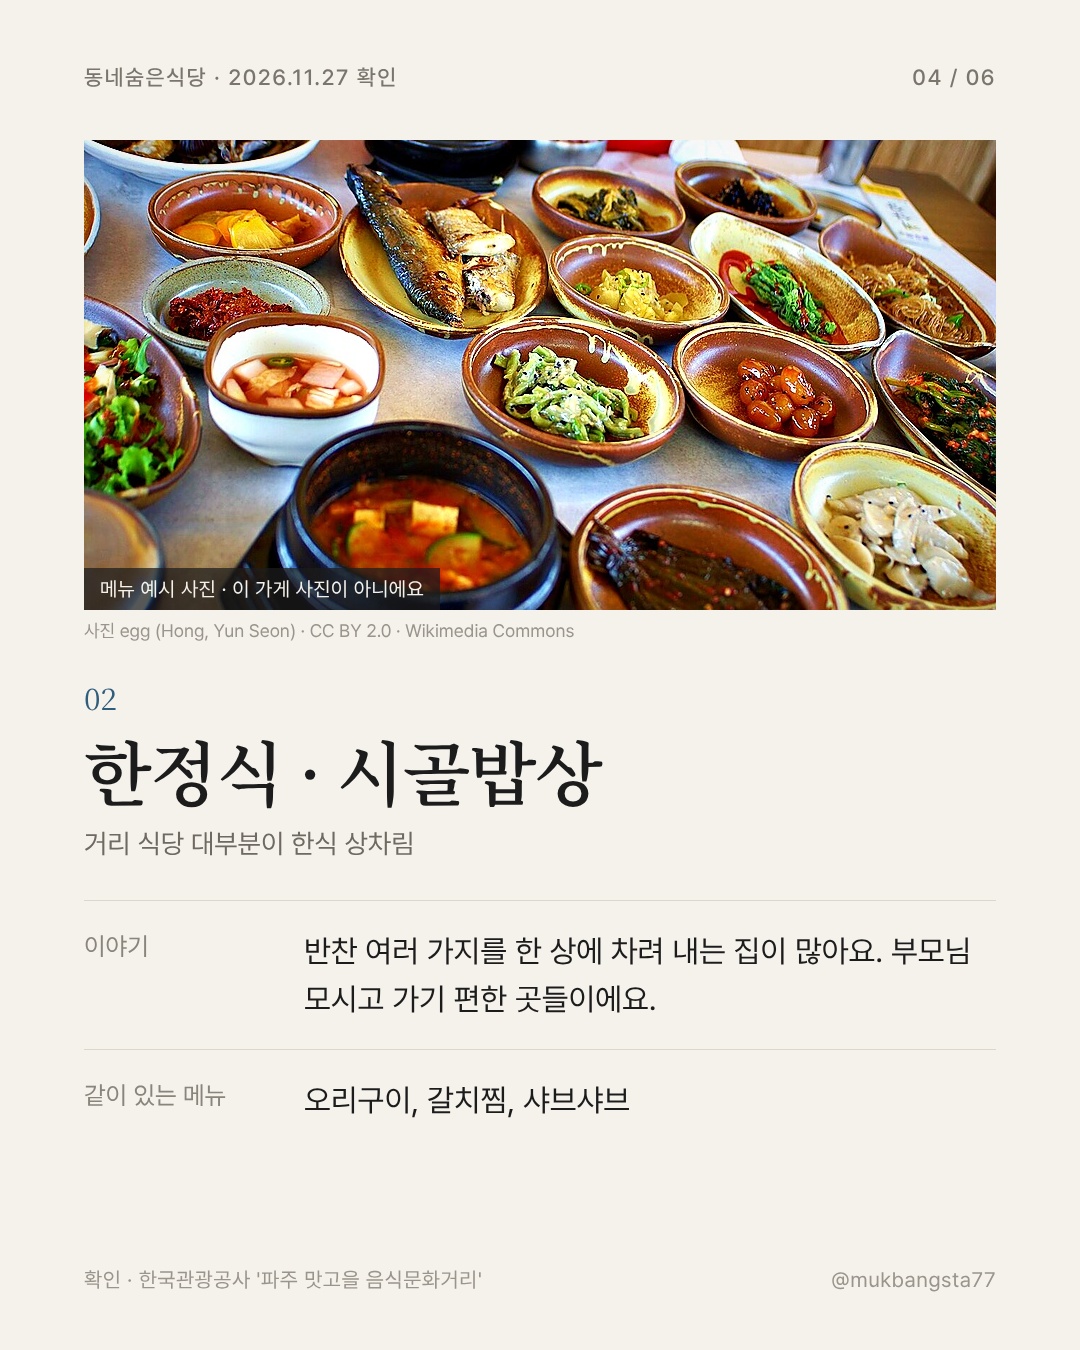 동네숨은식당 · 2026.11.27 확인
04 / 06
메뉴 예시 사진 · 이 가게 사진이 아니에요
사진 egg (Hong, Yun Seon) · CC BY 2.0 · Wikimedia Commons
02
한정식 · 시골밥상
거리 식당 대부분이 한식 상차림
이야기
반찬 여러 가지를 한 상에 차려 내는 집이 많아요. 부모님
모시고 가기 편한 곳들이에요.
같이 있는 메뉴
오리구이, 갈치찜, 샤브샤브
확인 · 한국관광공사 '파주 맛고을 음식문화거리'
@mukbangsta77